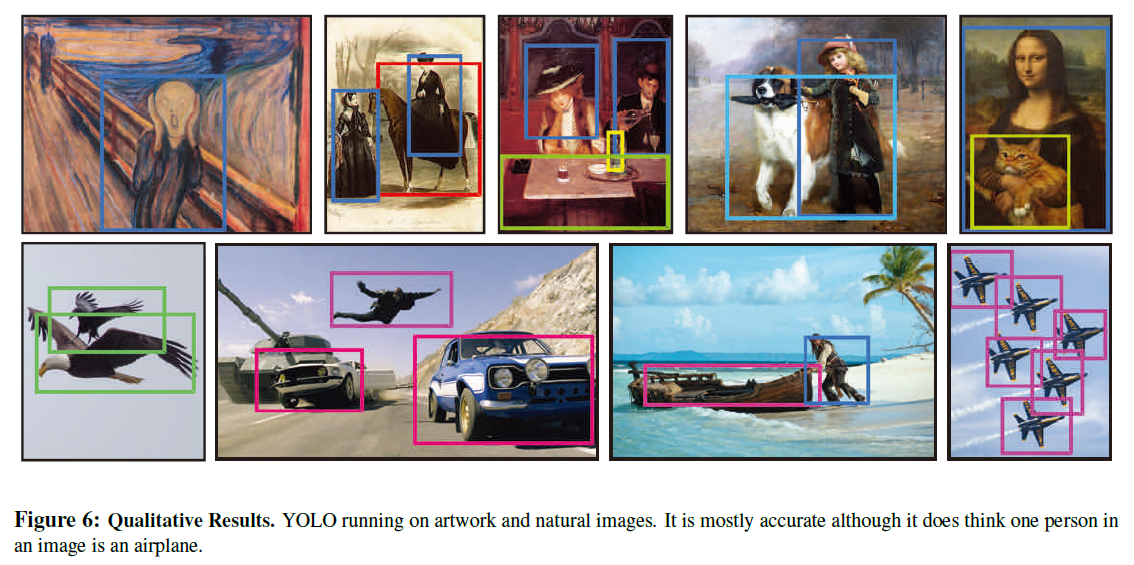 Figure 6: Qualitative Results. YOLO running on artwork and natural images. It is mostly accurate although it does think one person in
an image is an airplane.